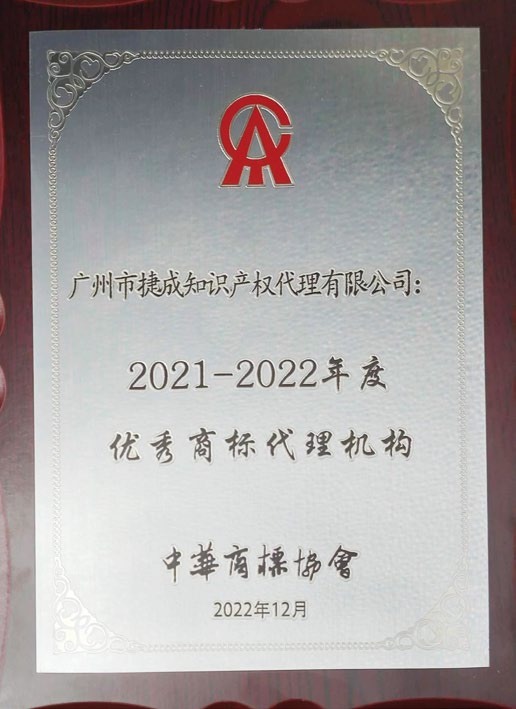 广州市捷成知识产权代理有限公司：
2021-2022年度
优秀商标代理机构
中華商標協會
2022年12月